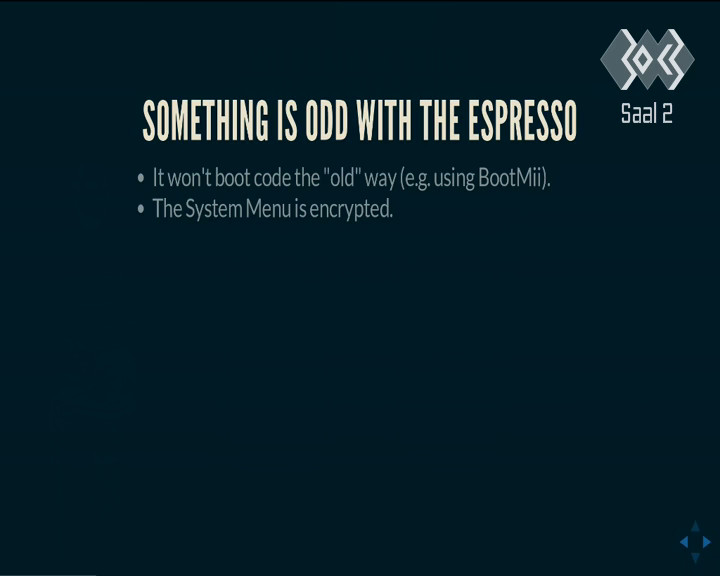 Saal 2
SOMETHING IS ODD WITH THE ESPRESSO
• It won't boot code the "old" way (e.g. using BootMii).
• The System Menu is encrypted.